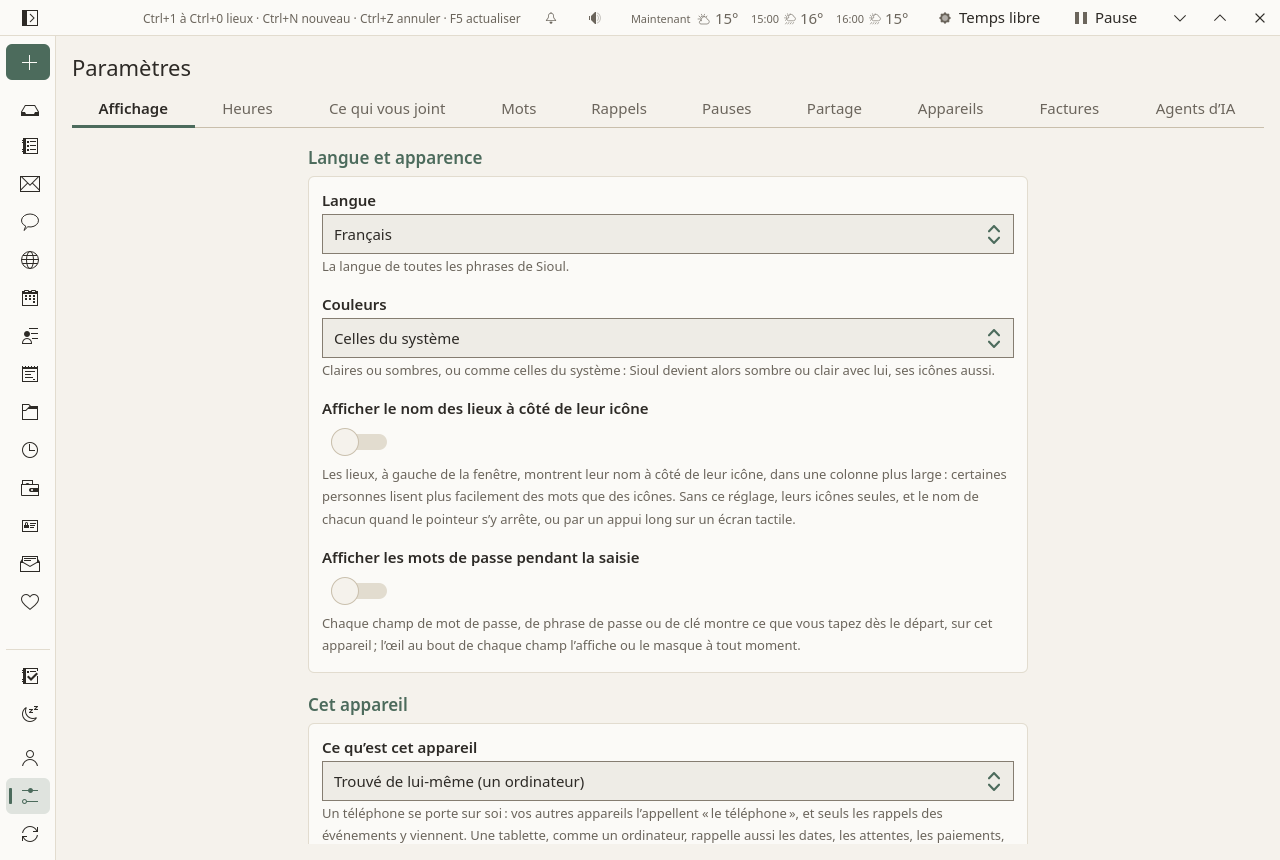 Ctrl+1 à Ctrl+0 lieux · Ctrl+N nouveau · Ctrl+Z annuler · F5 actualiser
Maintenant 15° 15:00 16° 16:00 15°
Temps libre
Pause
Paramètres
Affichage Heures Ce qui vous joint Mots Rappels Pauses Partage Appareils Factures Agents d’IA
Langue et apparence
Langue
Français
La langue de toutes les phrases de Sioul.
Couleurs
Celles du système
Claires ou sombres, ou comme celles du système : Sioul devient alors sombre ou clair avec lui, ses icônes aussi.
Afficher le nom des lieux à côté de leur icône
Les lieux, à gauche de la fenêtre, montrent leur nom à côté de leur icône, dans une colonne plus large : certaines
personnes lisent plus facilement des mots que des icônes. Sans ce réglage, leurs icônes seules, et le nom de
chacun quand le pointeur s’y arrête, ou par un appui long sur un écran tactile.
Afficher les mots de passe pendant la saisie
Chaque champ de mot de passe, de phrase de passe ou de clé montre ce que vous tapez dès le départ, sur cet
appareil ; l’œil au bout de chaque champ l’affiche ou le masque à tout moment.
Cet appareil
Ce qu’est cet appareil
Trouvé de lui-même (un ordinateur)
Un téléphone se porte sur soi : vos autres appareils l’appellent « le téléphone », et seuls les rappels des
événements y viennent. Une tablette, comme un ordinateur, rappelle aussi les dates, les attentes, les paiements,